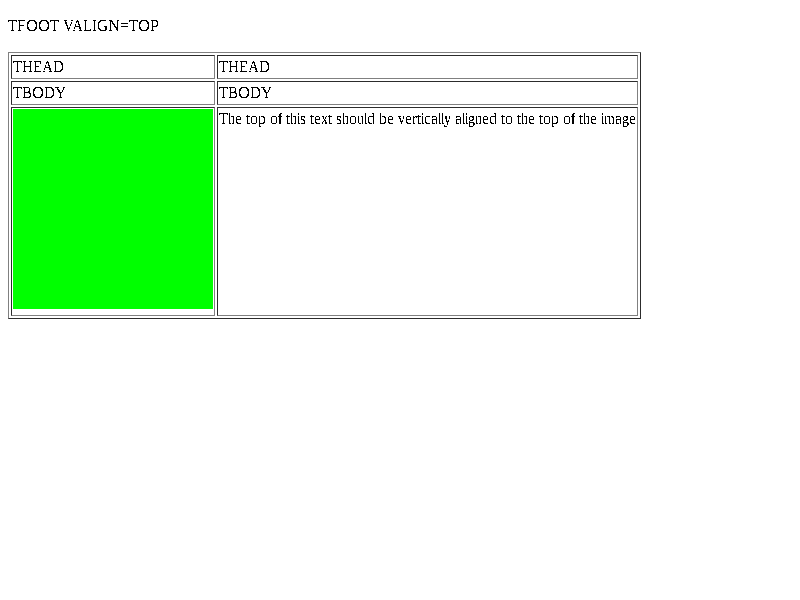 TFOOT VALIGN=TOP
THEAD THEAD
TBODY TBODY
The top of this text should be vertically aligned to the top of the image